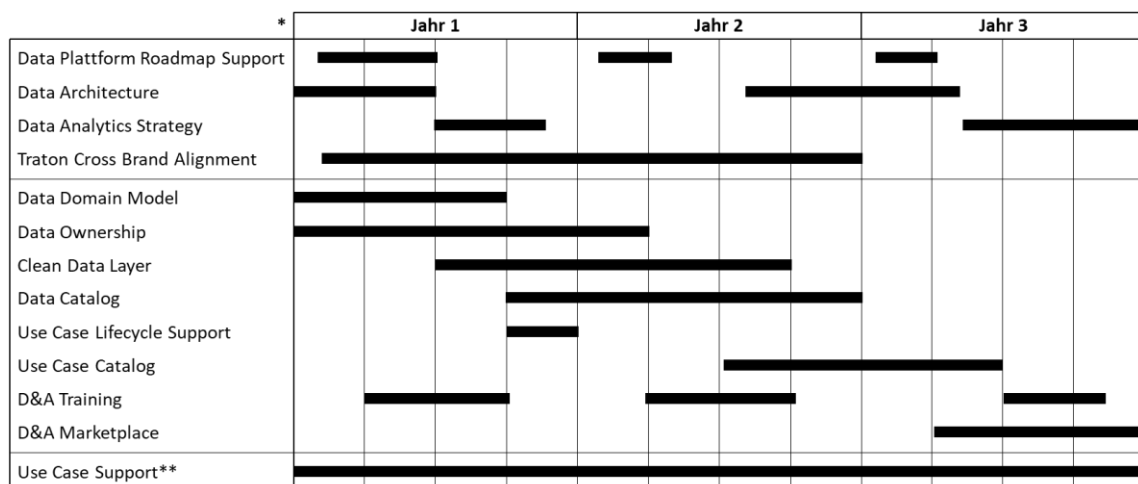 * Jahr 1 Jahr 2 Jahr 3
Data Plattform Roadmap Support
Data Architecture
Data Analytics Strategy
Traton Cross Brand Alignment
Data Domain Model
Data Ownership
Clean Data Layer
Data Catalog
Use Case Lifecycle Support
Use Case Catalog
D&A Training
D&A Marketplace
Use Case Support**